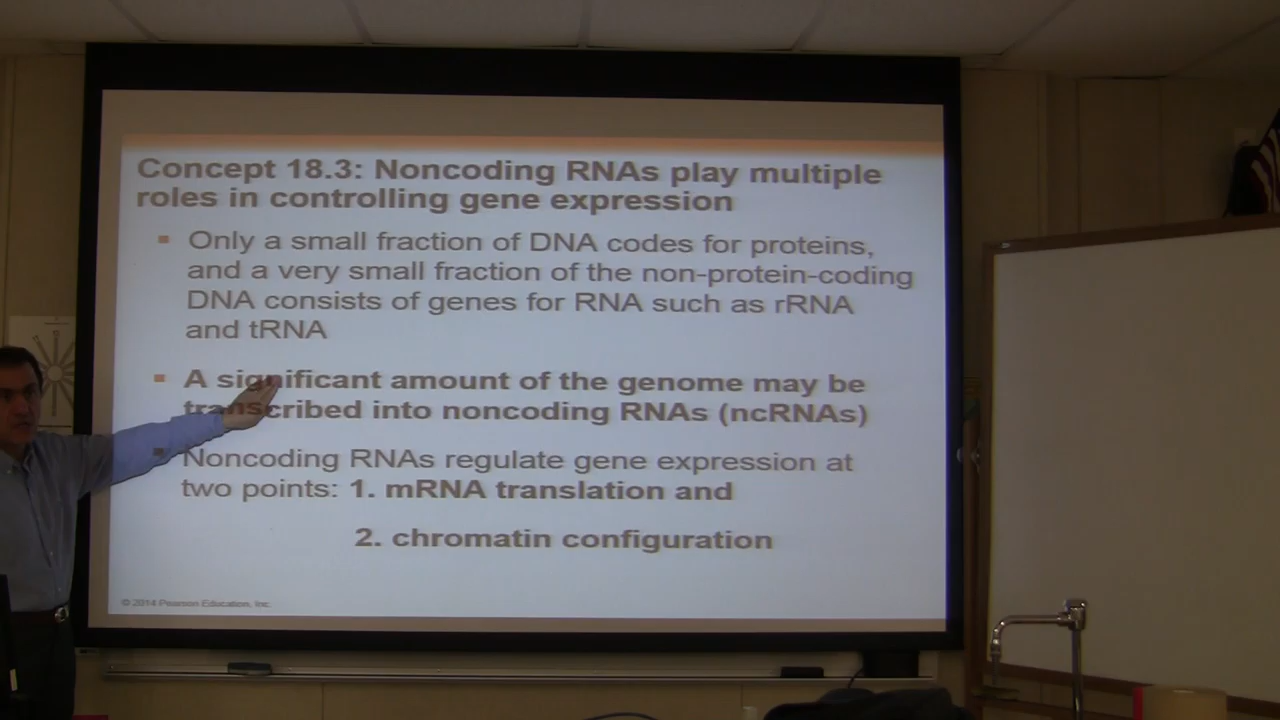 Concept 18.3: Noncoding RNAs play multiple
roles in controlling gene expression
Only a small fraction of DNA codes for proteins,
and a very small fraction of the non-protein-coding
DNA consists of genes for RNA such as rRNA
and tRNA
A significant amount of the genome may be
transcribed into noncoding RNAs (ncRNAs)
Noncoding RNAs regulate gene expression at
two points: 1. mRNA translation and
2. chromatin configuration
© 2014 Pearson Education, Inc.